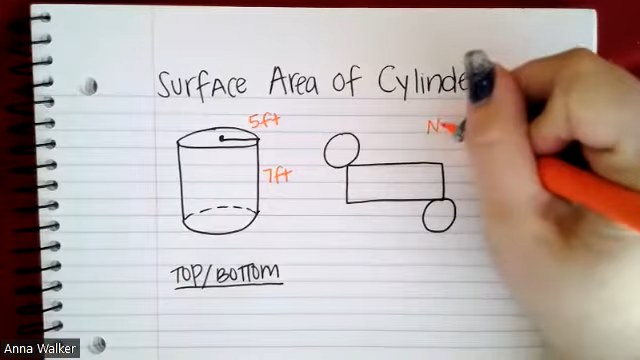 Surface Area of Cylinde
5ft
N
7ft
TOP/BOTTOM
Anna Walker